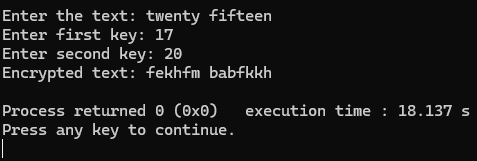 Enter the text: twenty fifteen
Enter first key: 17
Enter second key: 20
Encrypted text: fekhfm babfkkh
Process returned 0 (0x0)   execution time : 18.137 s
Press any key to continue.